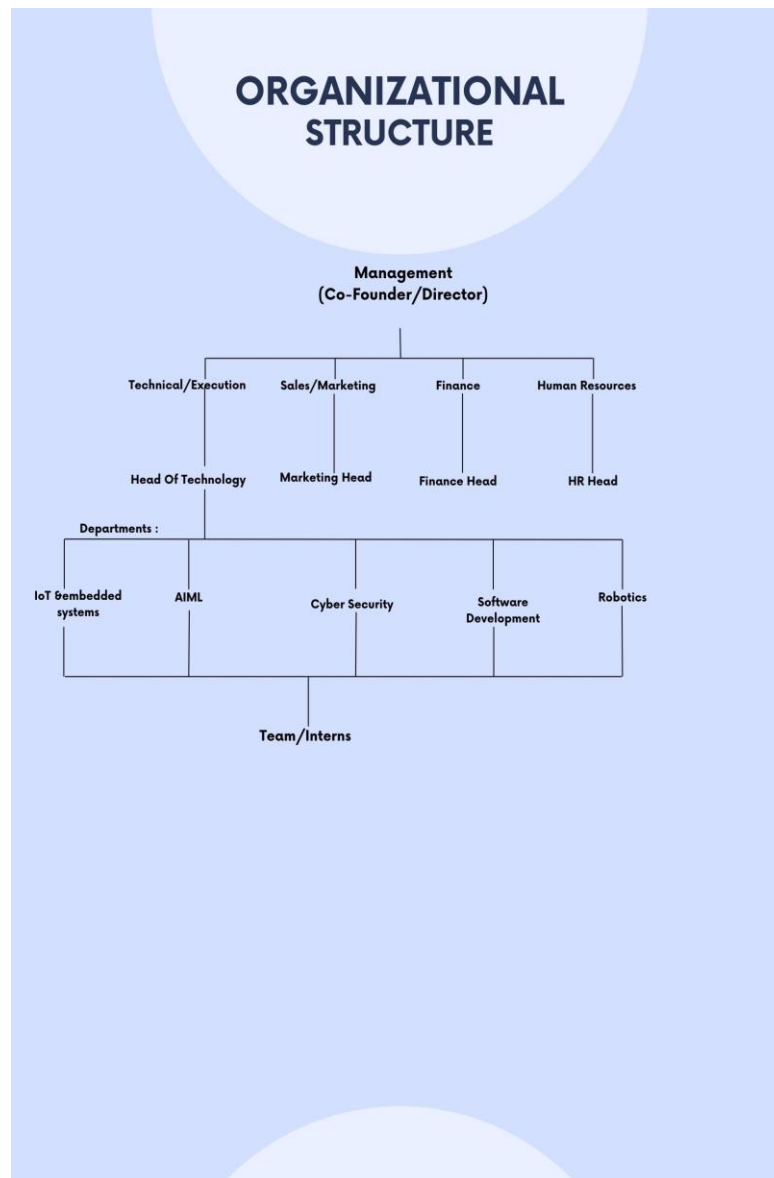 ORGANIZATIONAL
STRUCTURE
Management
(Co-Founder/Director)
Technical/Execution
Sales/Marketing
Finance
Human Resources
Head Of Technology
Marketing Head
Finance Head
HR Head
Departments :
IoT &embedded
systems
AIML
Cyber Security
Software
Development
Robotics
Team/Interns